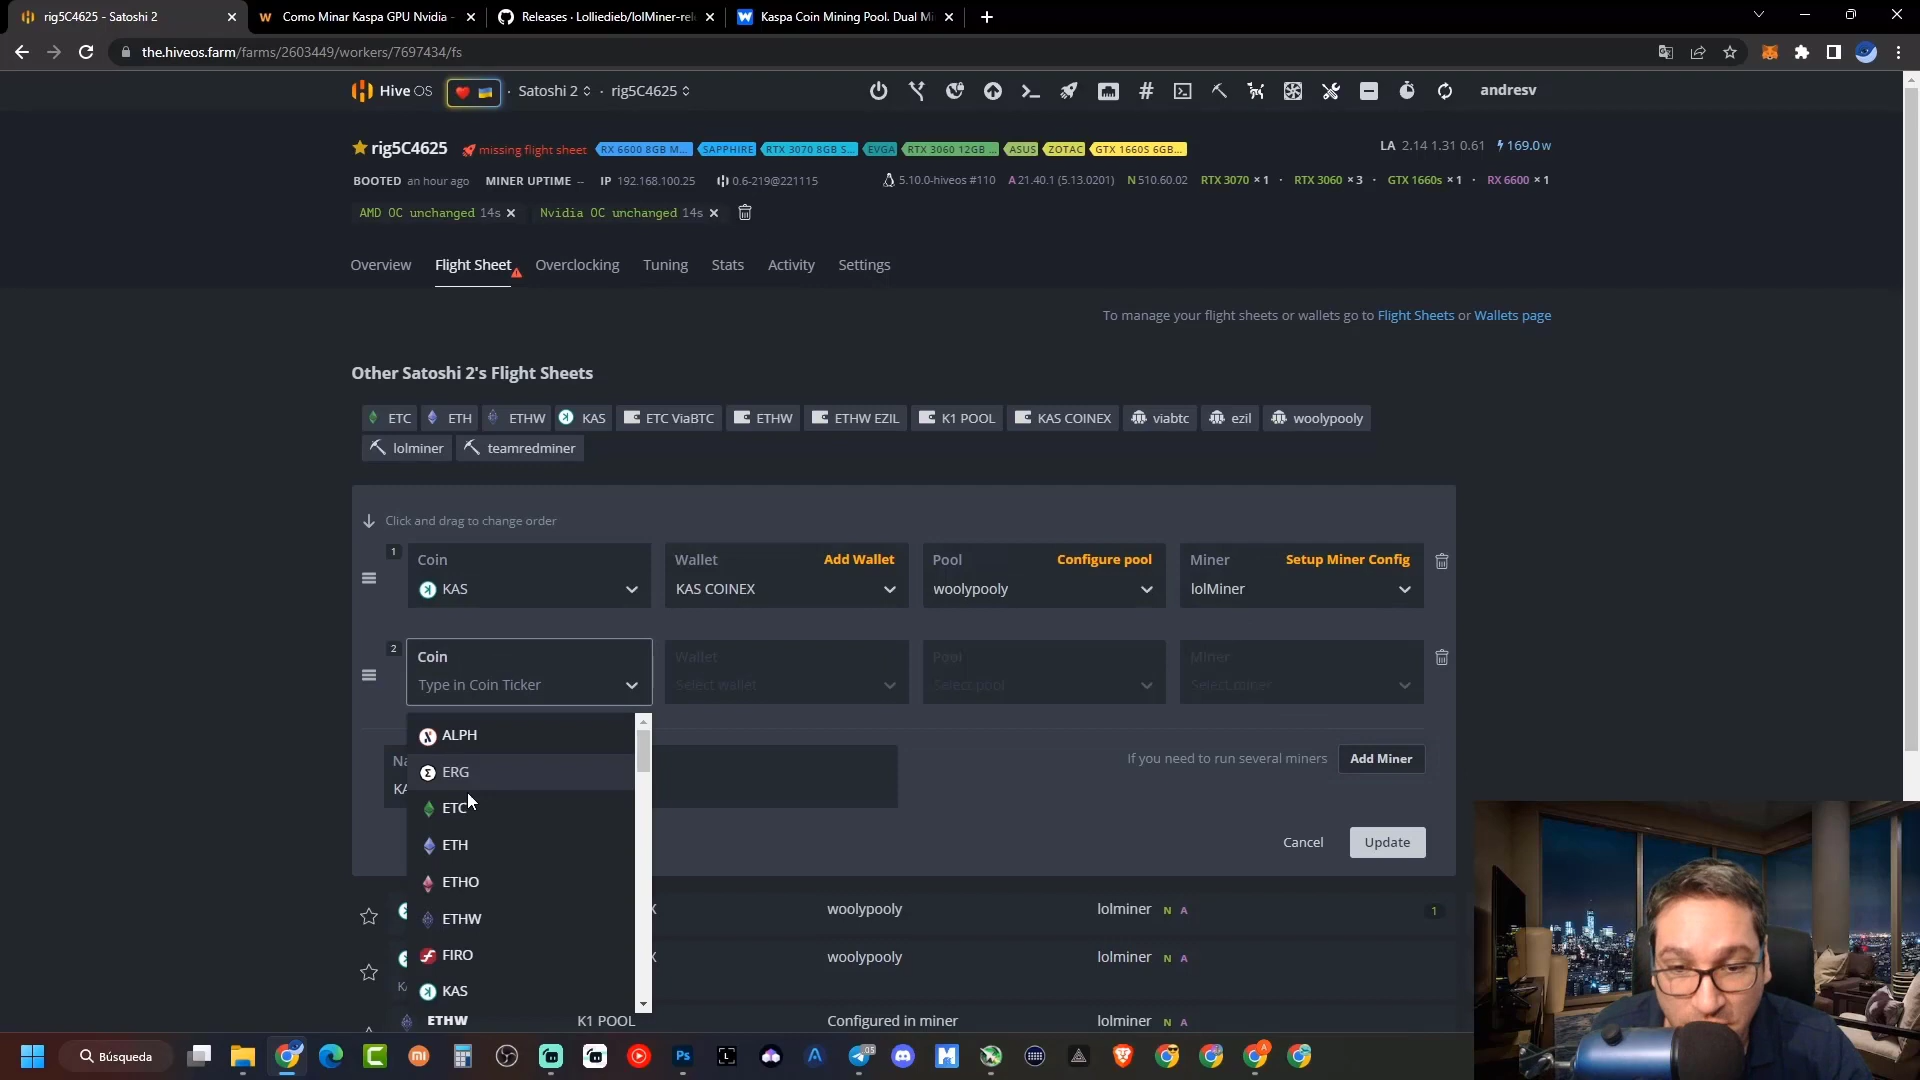 rig5C4625 - Satoshi 2
Como Minar Kaspa GPU Nvidia -
Releases · Lolliedieb/lolMiner-rel
Kaspa Coin Mining Pool. Dual Mi
the.hiveos.farm/farms/2603449/workers/7697434/fs
Hive OS
· Satoshi 2 · rig5C4625
andresv
rig5C4625 missing flight sheet RX 6600 8GB M... SAPPHIRE RTX 3070 8GB S... EVGA RTX 3060 12GB ... ASUS ZOTAC GTX 1660S 6GB...
LA 2.14 1.31 0.61 169.0 w
BOOTED an hour ago MINER UPTIME -- IP 192.168.100.25 0.6-219@221115
5.10.0-hiveos #110 A 21.40.1 (5.13.0201) N 510.60.02 RTX 3070 × 1 · RTX 3060 × 3 · GTX 1660s × 1 · RX 6600 × 1
AMD OC unchanged 14s Nvidia OC unchanged 14s
Overview Flight Sheet Overclocking Tuning Stats Activity Settings
To manage your flight sheets or wallets go to Flight Sheets or Wallets page
Other Satoshi 2's Flight Sheets
ETC ETH ETHW KAS ETC ViaBTC ETHW ETHW EZIL K1 POOL KAS COINEX viabtc ezil woolypooly
lolminer teamredminer
Click and drag to change order
1 Coin Wallet Add Wallet Pool Configure pool Miner Setup Miner Config
KAS KAS COINEX woolypooly lolMiner
2 Coin Wallet Pool Miner
Type in Coin Ticker Select wallet Select pool Select miner
ALPH
ERG
ETC
ETH
ETHO
ETHW
FIRO
KAS
If you need to run several miners Add Miner
Cancel Update
woolypooly lolminer N A 1
woolypooly lolminer N A
ETHW K1 POOL Configured in miner lolminer N A
Búsqueda
05